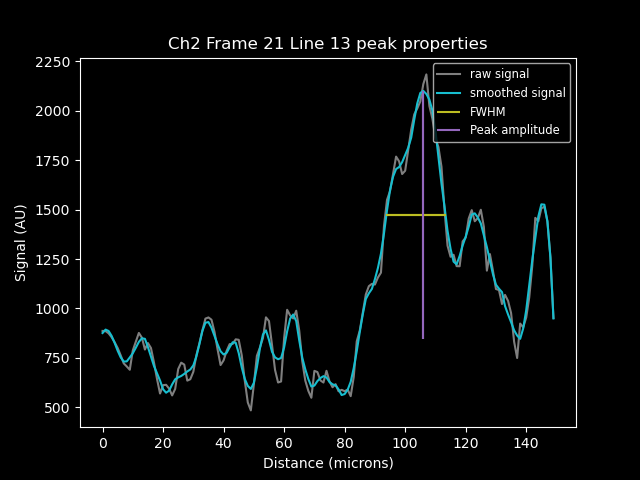 Ch2 Frame 21 Line 13 peak properties
raw signal
smoothed signal
FWHM
Peak amplitude
Signal (AU)
2250
2000
1750
1500
1250
1000
750
500
0 20 40 60 80 100 120 140
Distance (microns)